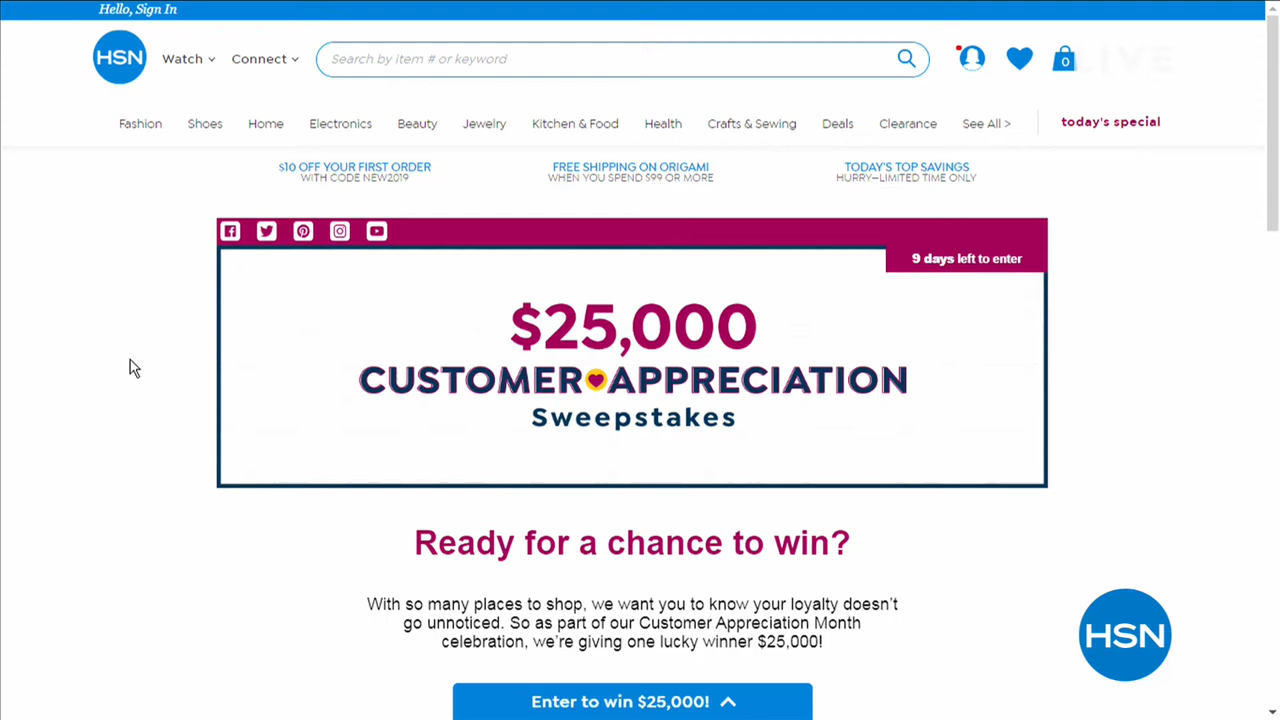 Hello, Sign In
HSN
Watch
Connect
Search by item # or keyword
0
LIVE
Fashion
Shoes
Home
Electronics
Beauty
Jewelry
Kitchen & Food
Health
Crafts & Sewing
Deals
Clearance
See All >
today's special
$10 OFF YOUR FIRST ORDER
WITH CODE NEW2019
FREE SHIPPING ON ORIGAMI
WHEN YOU SPEND $99 OR MORE
TODAY'S TOP SAVINGS
HURRY—LIMITED TIME ONLY
9 days left to enter
$25,000
CUSTOMER APPRECIATION
Sweepstakes
Ready for a chance to win?
With so many places to shop, we want you to know your loyalty doesn’t
go unnoticed. So as part of our Customer Appreciation Month
celebration, we’re giving one lucky winner $25,000!
HSN
Enter to win $25,000!